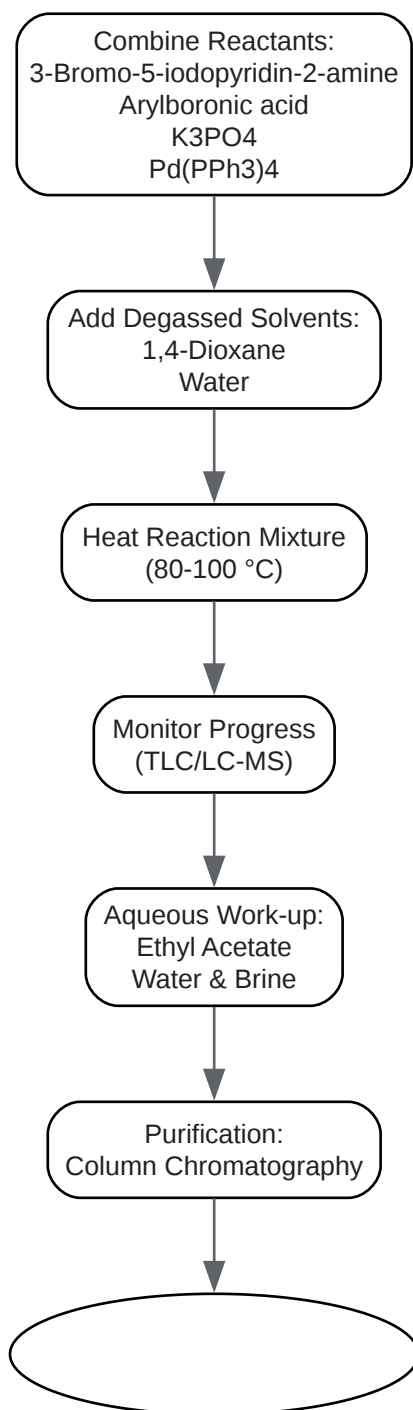 Combine Reactants:
3-Bromo-5-iodopyridin-2-amine
Arylboronic acid
K3PO4
Pd(PPh3)4
Add Degassed Solvents:
1,4-Dioxane
Water
Heat Reaction Mixture
(80-100 °C)
Monitor Progress
(TLC/LC-MS)
Aqueous Work-up:
Ethyl Acetate
Water & Brine
Purification:
Column Chromatography